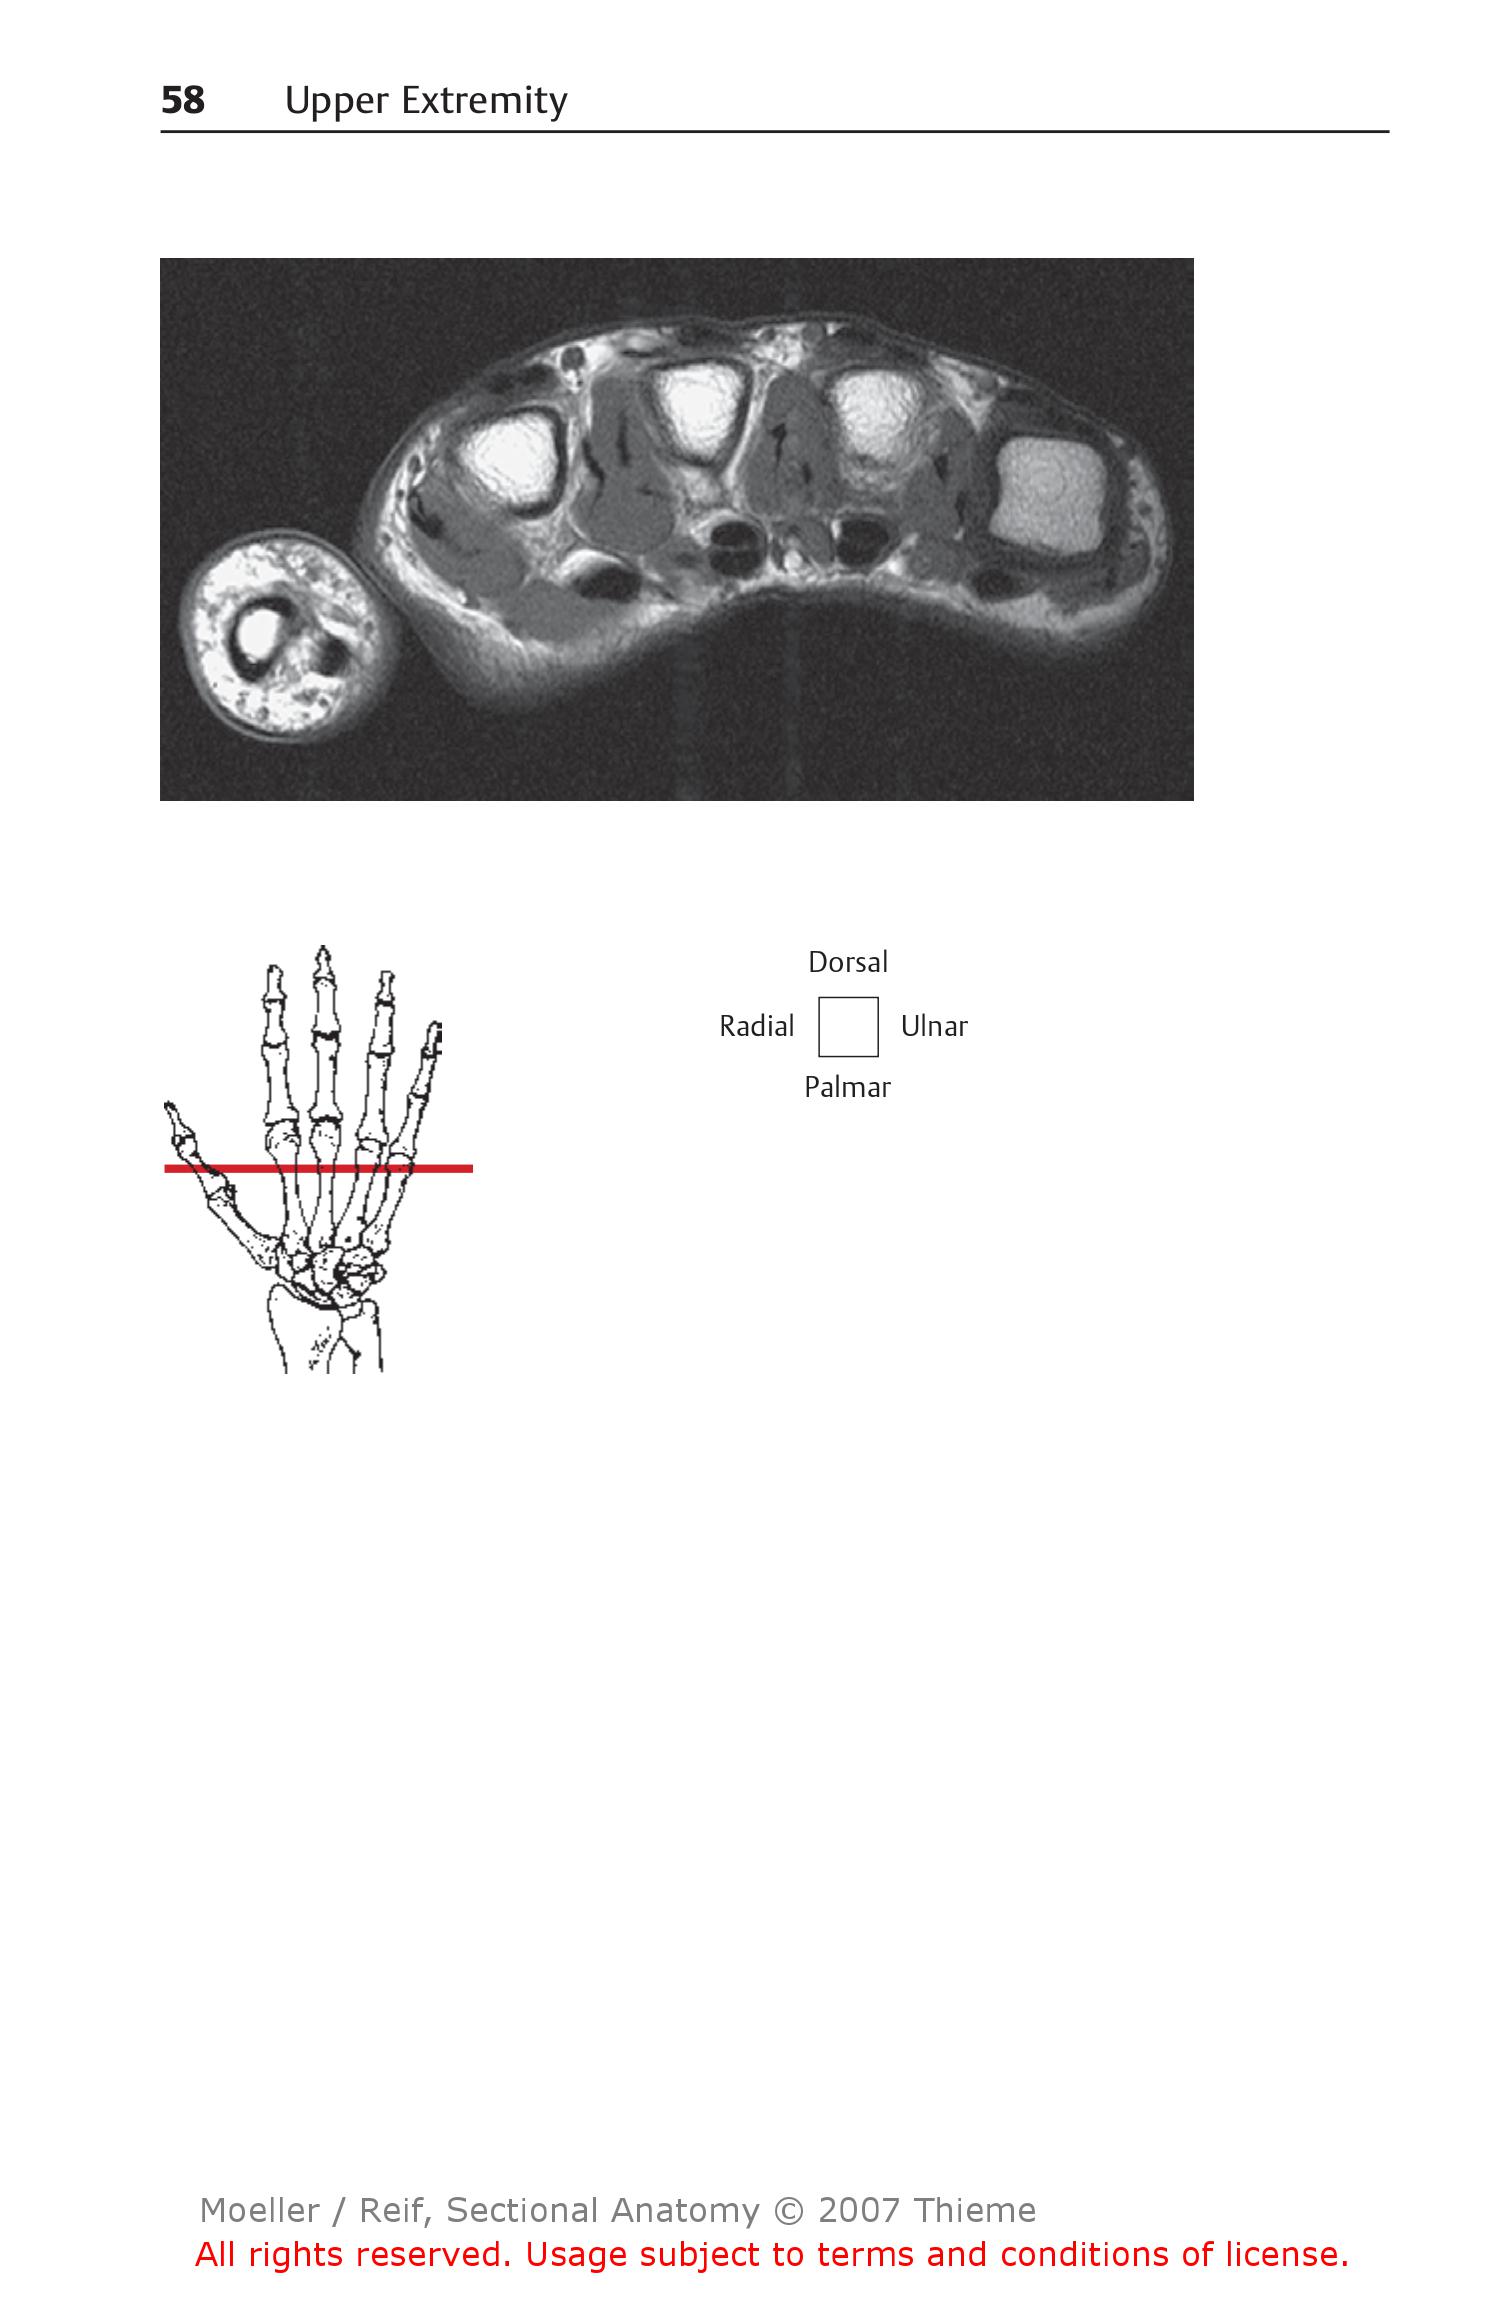 58 Upper Extremity
Dorsal
Radial Ulnar
Palmar
Moeller / Reif, Sectional Anatomy © 2007 Thieme
All rights reserved. Usage subject to terms and conditions of license.